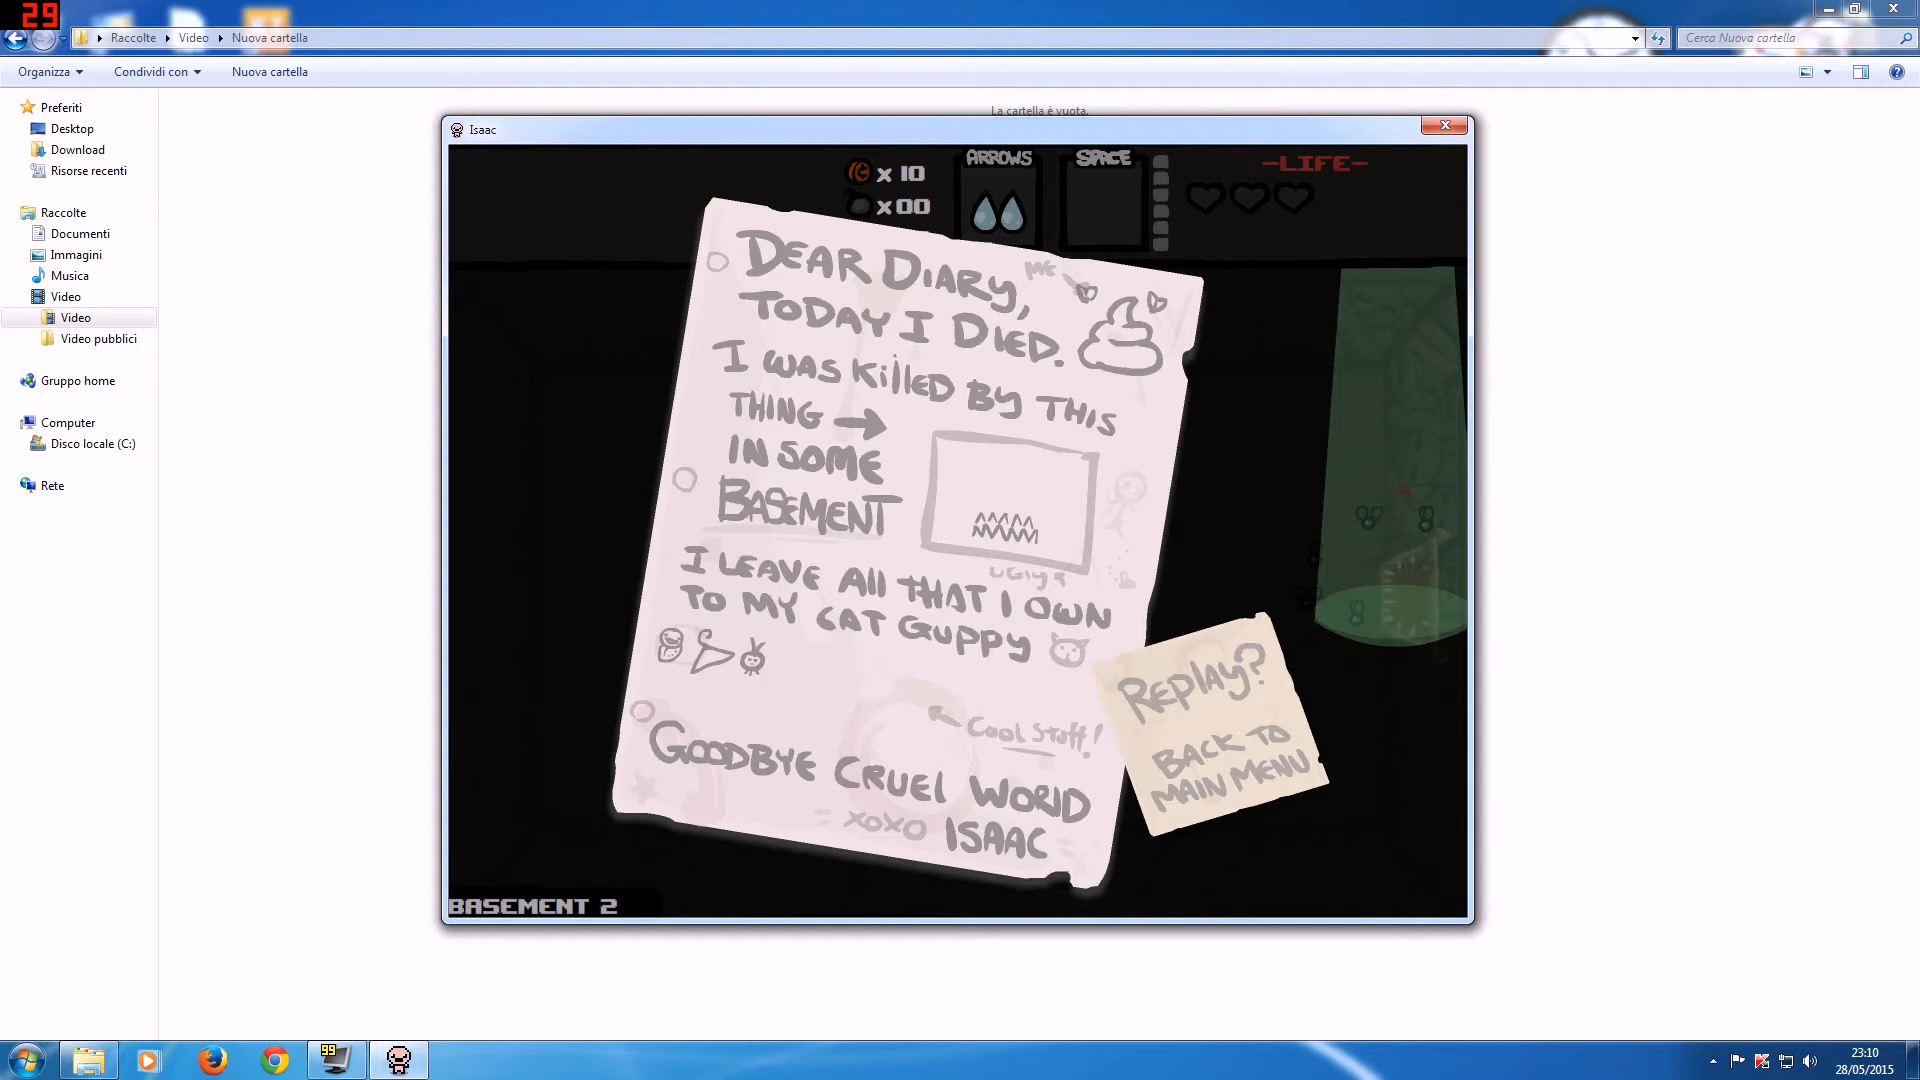 29
Raccolte Video Nuova cartella
Cerca Nuova cartella
Organizza Condividi con Nuova cartella
Preferiti
Desktop
Download
Risorse recenti
Raccolte
Documenti
Immagini
Musica
Video
Video
Video pubblici
Gruppo home
Computer
Disco locale (C:)
Rete
La cartella è vuota.
Isaac
x 10
x00
ARROWS
SPACE
-LIFE-
DEAR DIARY,
TODAY I DIED.
ME
I WAS KILLED BY THIS
THING →
IN SOME
BASEMENT
UGLY
I LEAVE ALL THAT I OWN
TO MY CAT GUPPY
COOL STUFF!
GOODBYE CRUEL WORLD
XOXO ISAAC
REPLAY?
BACK TO
MAIN MENU
BASEMENT 2
99
23:10
28/05/2015